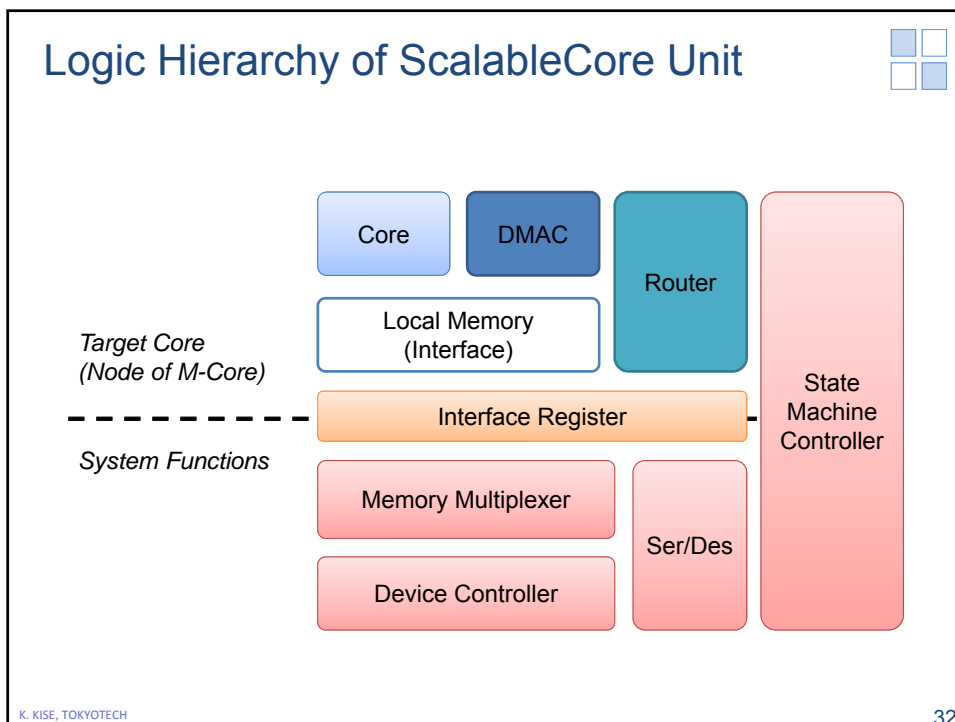 Logic Hierarchy of ScalableCore Unit
Core
DMAC
Router
Local Memory
(Interface)
Target Core
(Node of M-Core)
State
Machine
Controller
Interface Register
System Functions
Memory Multiplexer
Ser/Des
Device Controller
K. KISE, TOKYOTECH
32